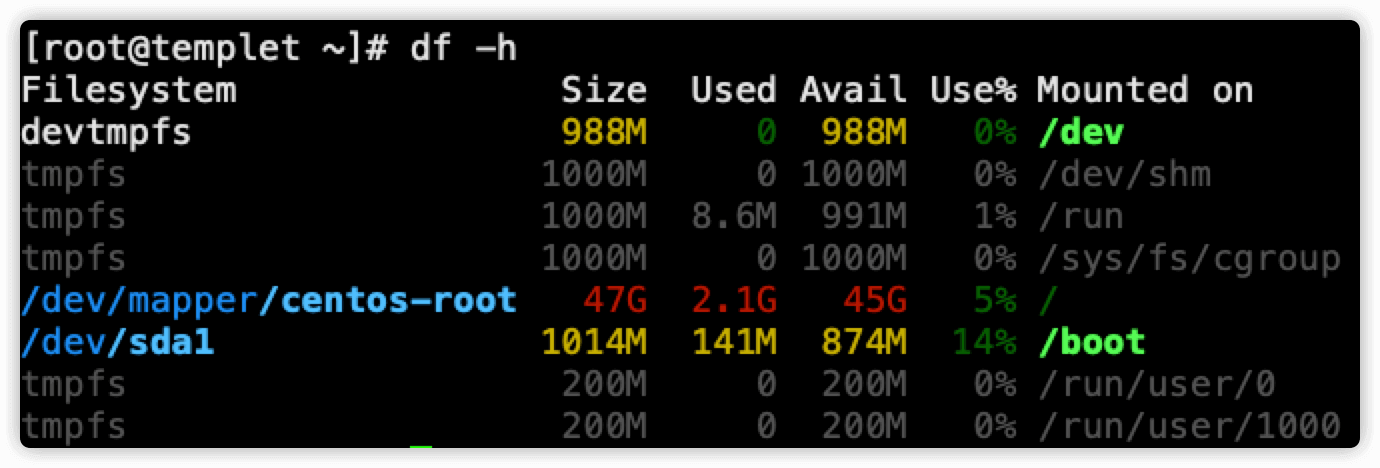 [root@templet ~]# df -h
Filesystem               Size  Used Avail Use% Mounted on
devtmpfs                 988M     0  988M   0% /dev
tmpfs                   1000M     0 1000M   0% /dev/shm
tmpfs                   1000M  8.6M  991M   1% /run
tmpfs                   1000M     0 1000M   0% /sys/fs/cgroup
/dev/mapper/centos-root   47G  2.1G   45G   5% /
/dev/sda1               1014M  141M  874M  14% /boot
tmpfs                    200M     0  200M   0% /run/user/0
tmpfs                    200M     0  200M   0% /run/user/1000